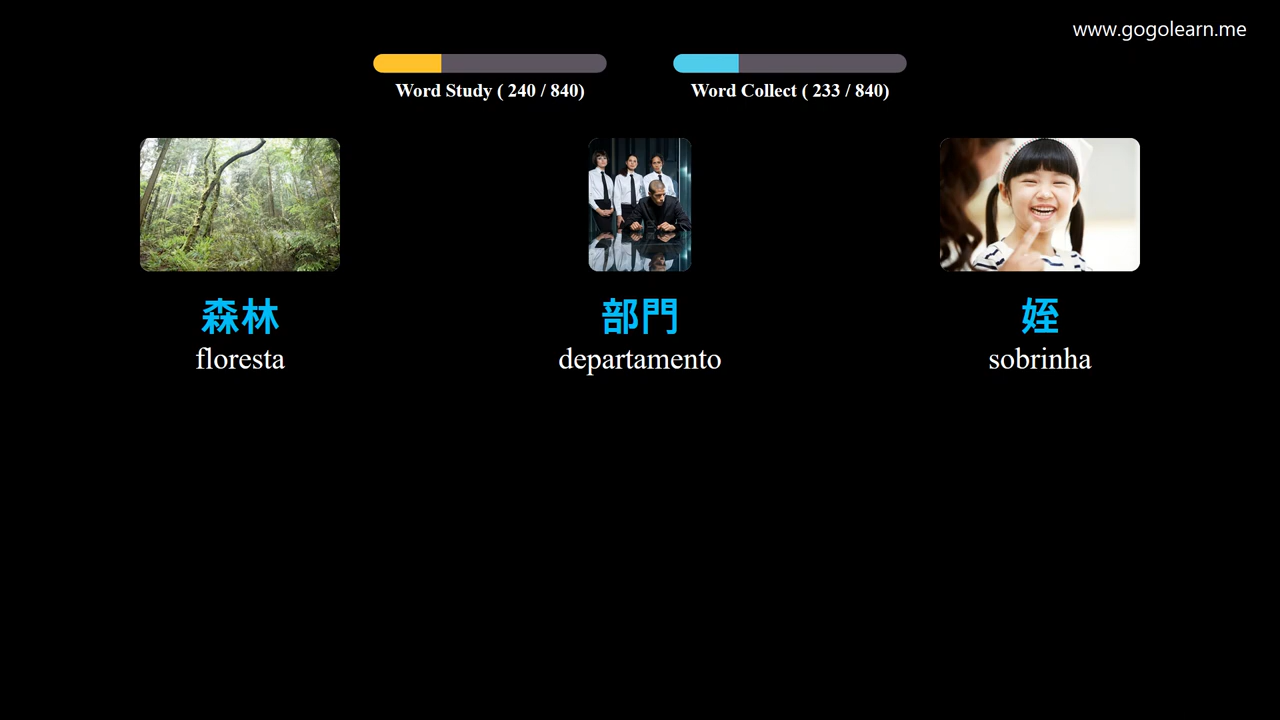 www.gogolearn.me
Word Study ( 240 / 840)
Word Collect ( 233 / 840)
森林
部門
姪
floresta
departamento
sobrinha